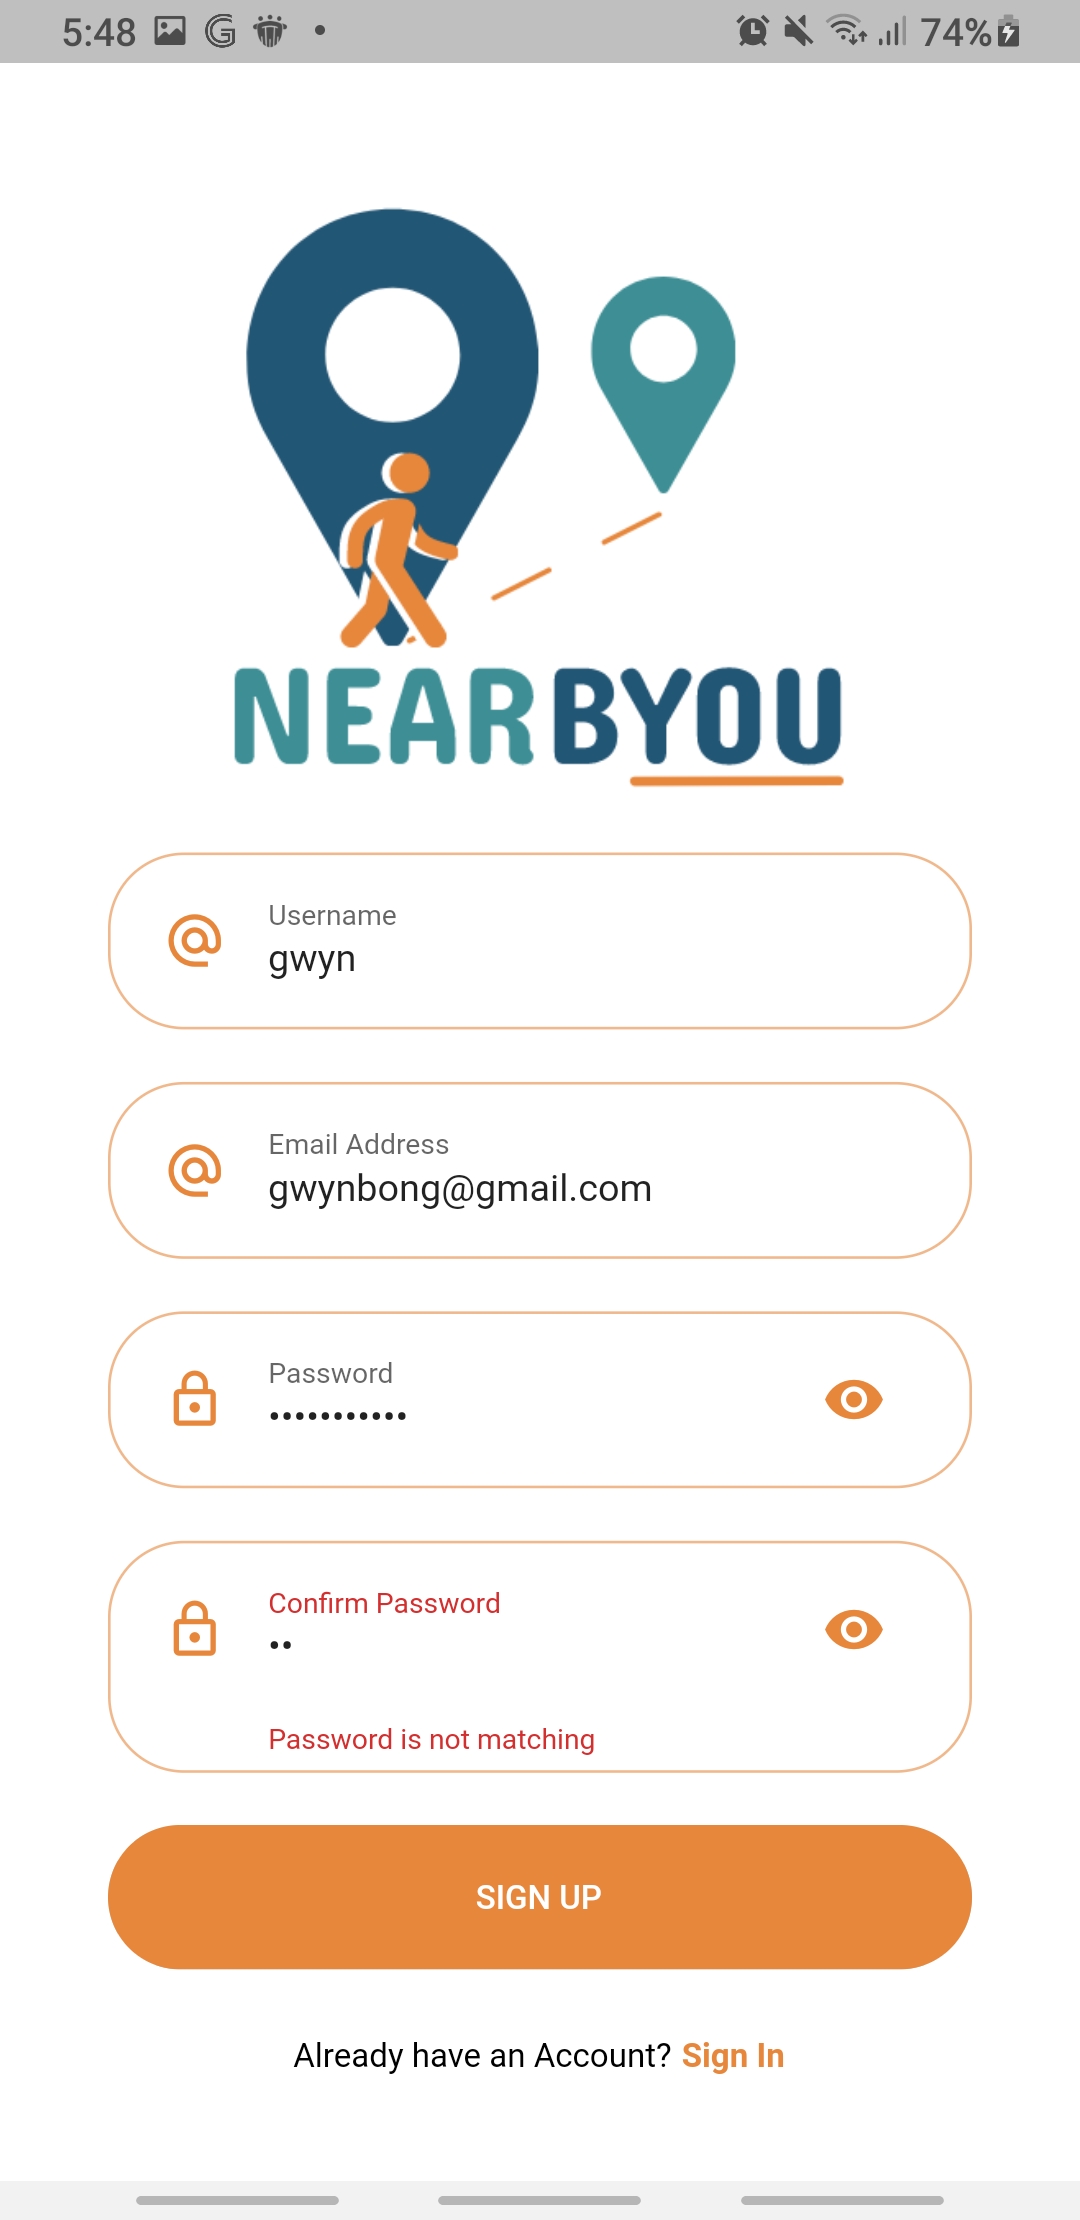 5:48
74%
NEARBYOU
Username
gwyn
Email Address
gwynbong@gmail.com
Password
•••••••••••
Confirm Password
••
Password is not matching
SIGN UP
Already have an Account? Sign In